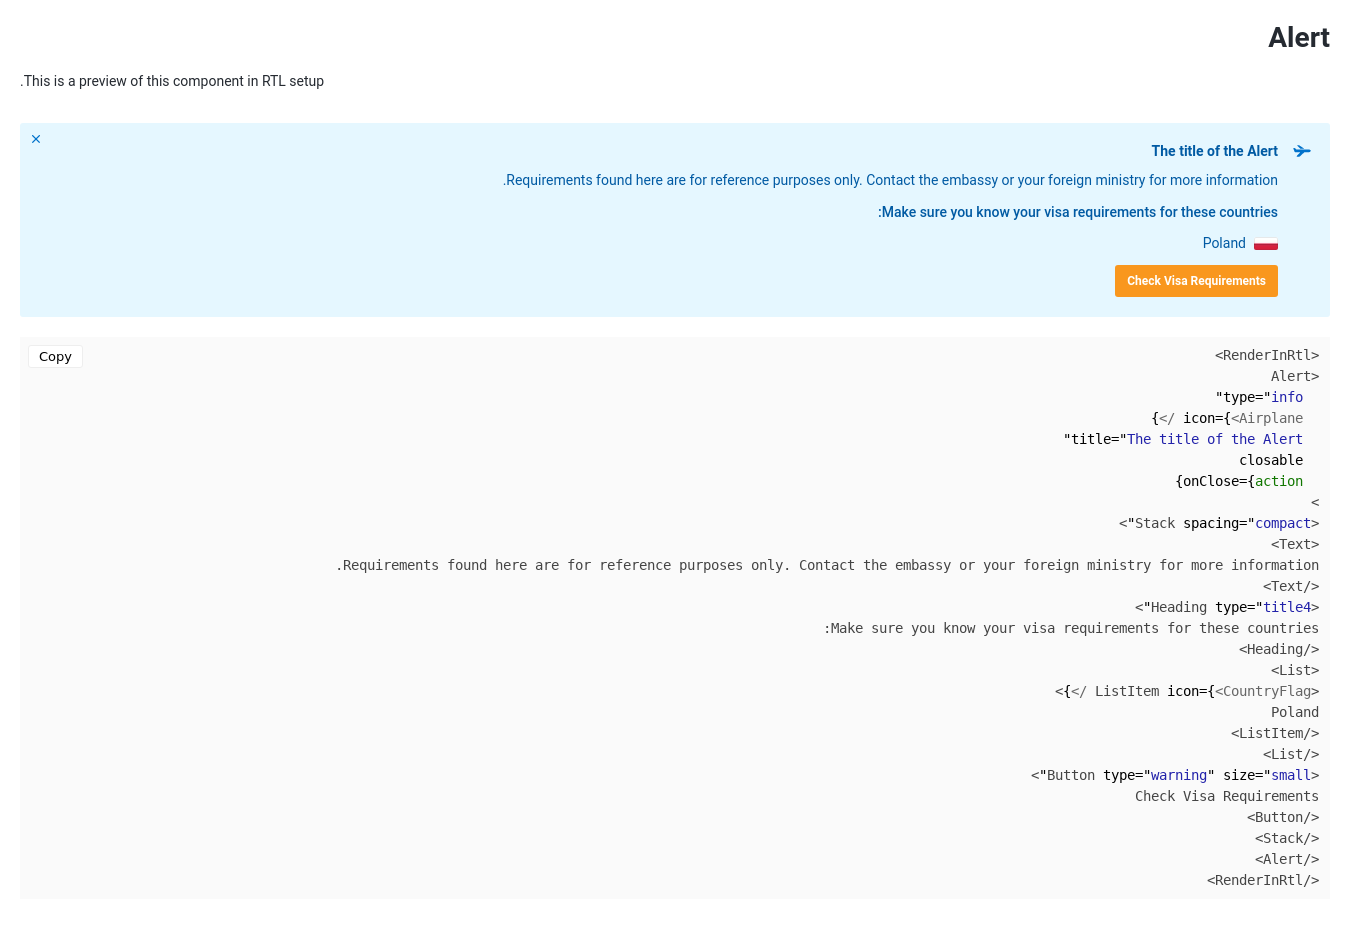 Alert
.This is a preview of this component in RTL setup
×
The title of the Alert
.Requirements found here are for reference purposes only. Contact the embassy or your foreign ministry for more information
:Make sure you know your visa requirements for these countries
Poland
Check Visa Requirements
Copy
<RenderInRtl>
Alert>
"type="info
{</ icon={<Airplane
"title="The title of the Alert
closable
{onClose={action
<
<"Stack spacing="compact>
<Text>
.Requirements found here are for reference purposes only. Contact the embassy or your foreign ministry for more information
<Text/>
<"Heading type="title4>
:Make sure you know your visa requirements for these countries
<Heading/>
<List>
<{</ ListItem icon={<CountryFlag>
Poland
<ListItem/>
<List/>
<"Button type="warning" size="small>
Check Visa Requirements
<Button/>
<Stack/>
<Alert/>
<RenderInRtl/>